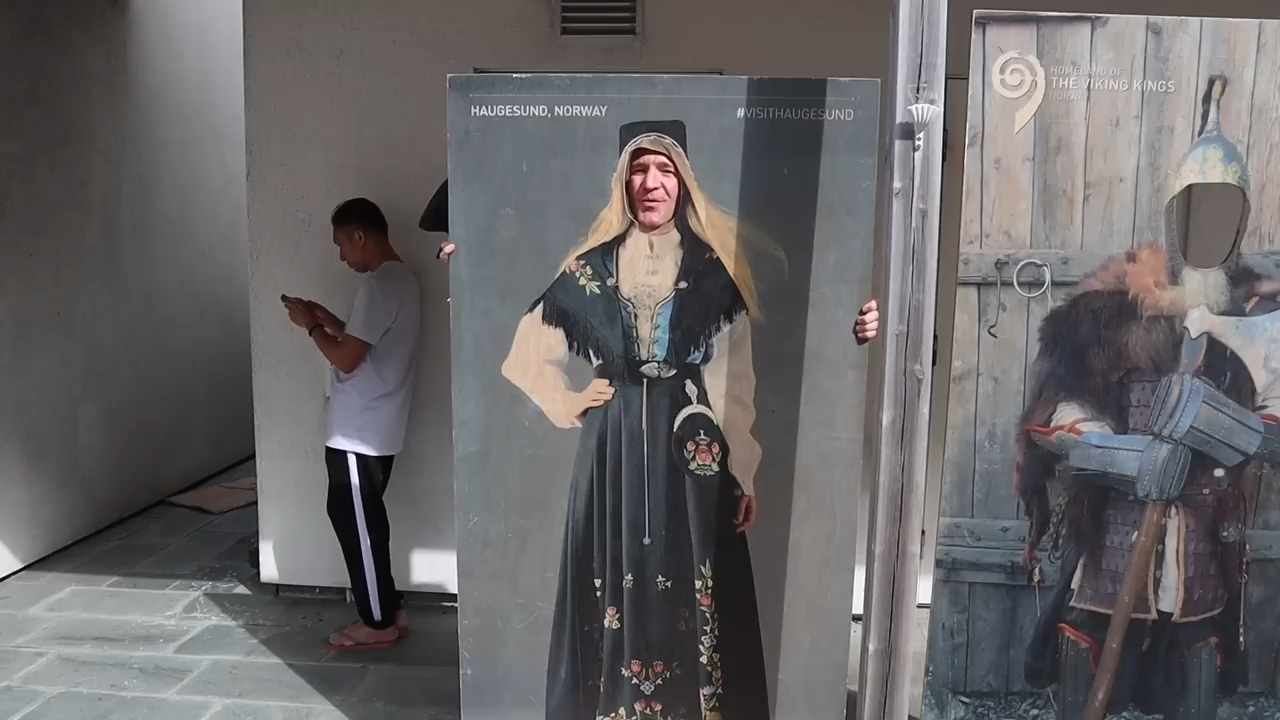 HAUGESUND, NORWAY
#VISITHAUGESUND
HOMELAND OF
THE VIKING KINGS
NORWAY